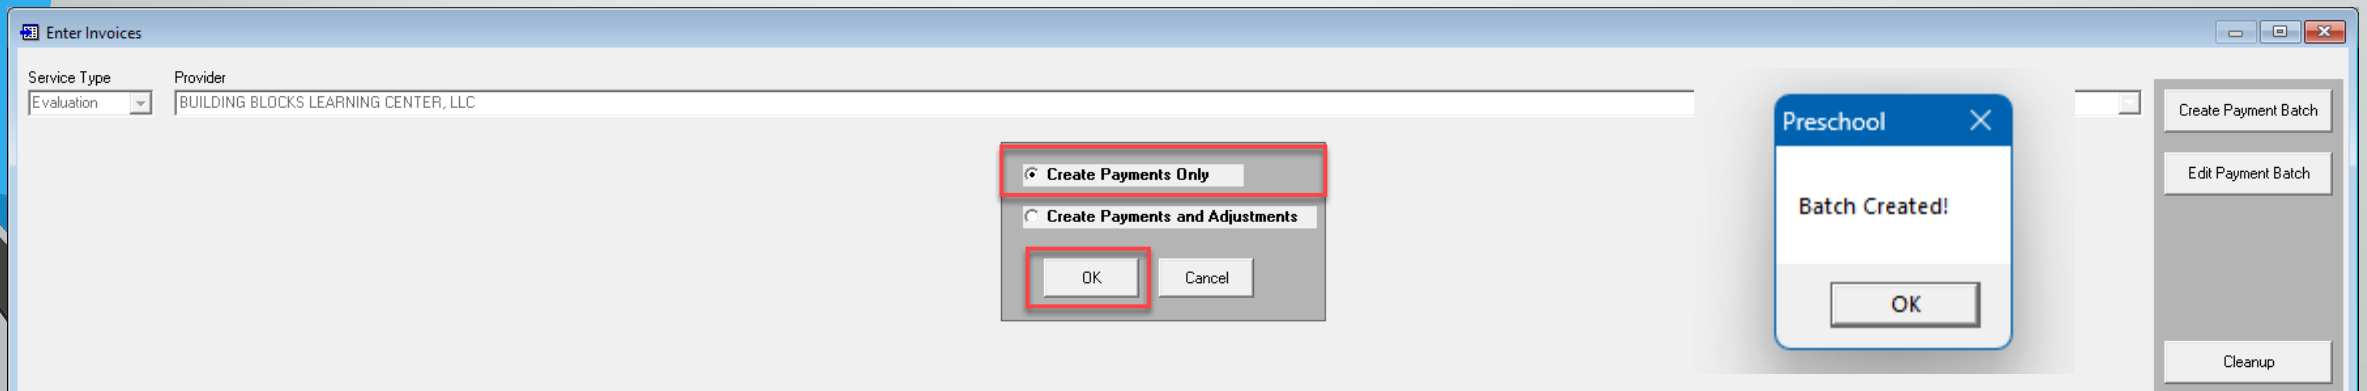 Enter Invoices
Service Type
Provider
Evaluation
BUILDING BLOCKS LEARNING CENTER, LLC
Create Payments Only
Create Payments and Adjustments
OK
Cancel
Preschool
Batch Created!
OK
Create Payment Batch
Edit Payment Batch
Cleanup